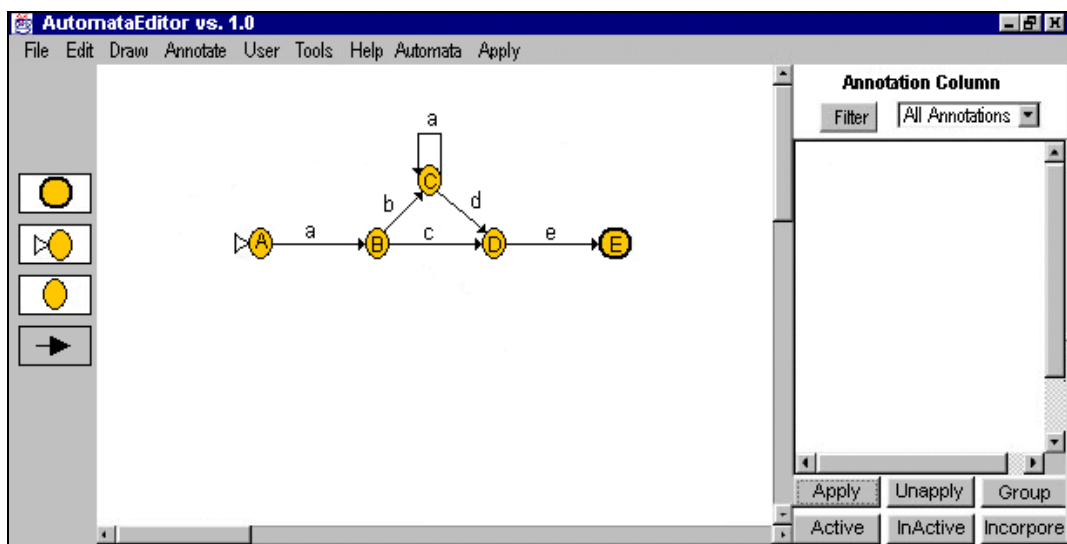 AutomataEditor vs. 1.0
File Edit Draw Annotate User Tools Help Automata Apply
Annotation Column
Filter All Annotations
a
C
b d
A a B c D e E
Apply Unapply Group
Active InActive Incorpore